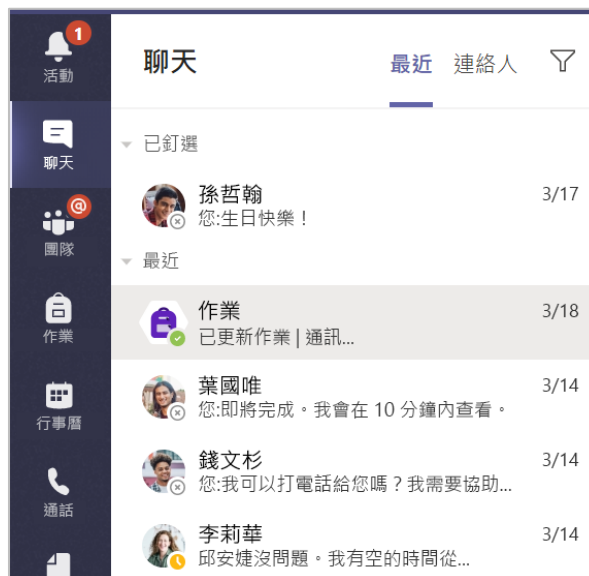 1
活動
聊天
@
團隊
作業
行事曆
通話
聊天
最近
連絡人
已釘選
孫哲翰
3/17
您:生日快樂！
最近
作業
3/18
已更新作業 | 通訊...
葉國唯
3/14
您:即將完成。我會在 10 分鐘內查看。
錢文杉
3/14
您:我可以打電話給您嗎？我需要協助...
李莉華
3/14
邱安婕沒問題。我有空的時間從...